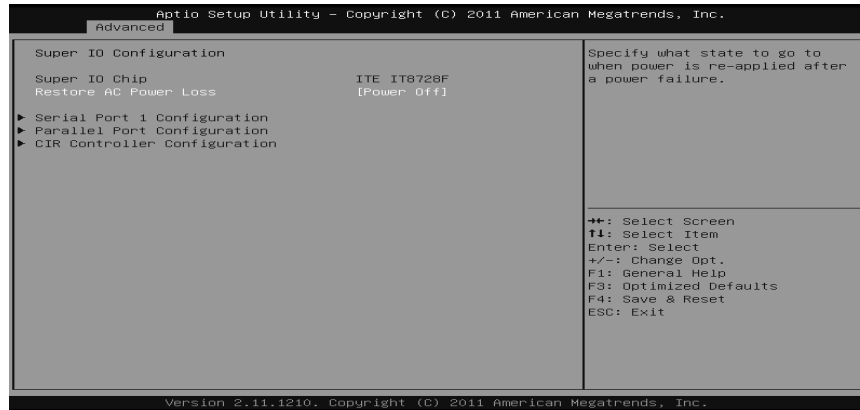 Aptio Setup Utility – Copyright (C) 2011 American Megatrends, Inc.
Advanced
Super IO Configuration
Super IO Chip ITE IT8728F
Restore AC Power Loss [Power Off]
► Serial Port 1 Configuration
► Parallel Port Configuration
► CIR Controller Configuration
Specify what state to go to
when power is re-applied after
a power failure.
→←: Select Screen
↑↓: Select Item
Enter: Select
+/-: Change Opt.
F1: General Help
F3: Optimized Defaults
F4: Save & Reset
ESC: Exit
Version 2.11.1210. Copyright (C) 2011 American Megatrends, Inc.